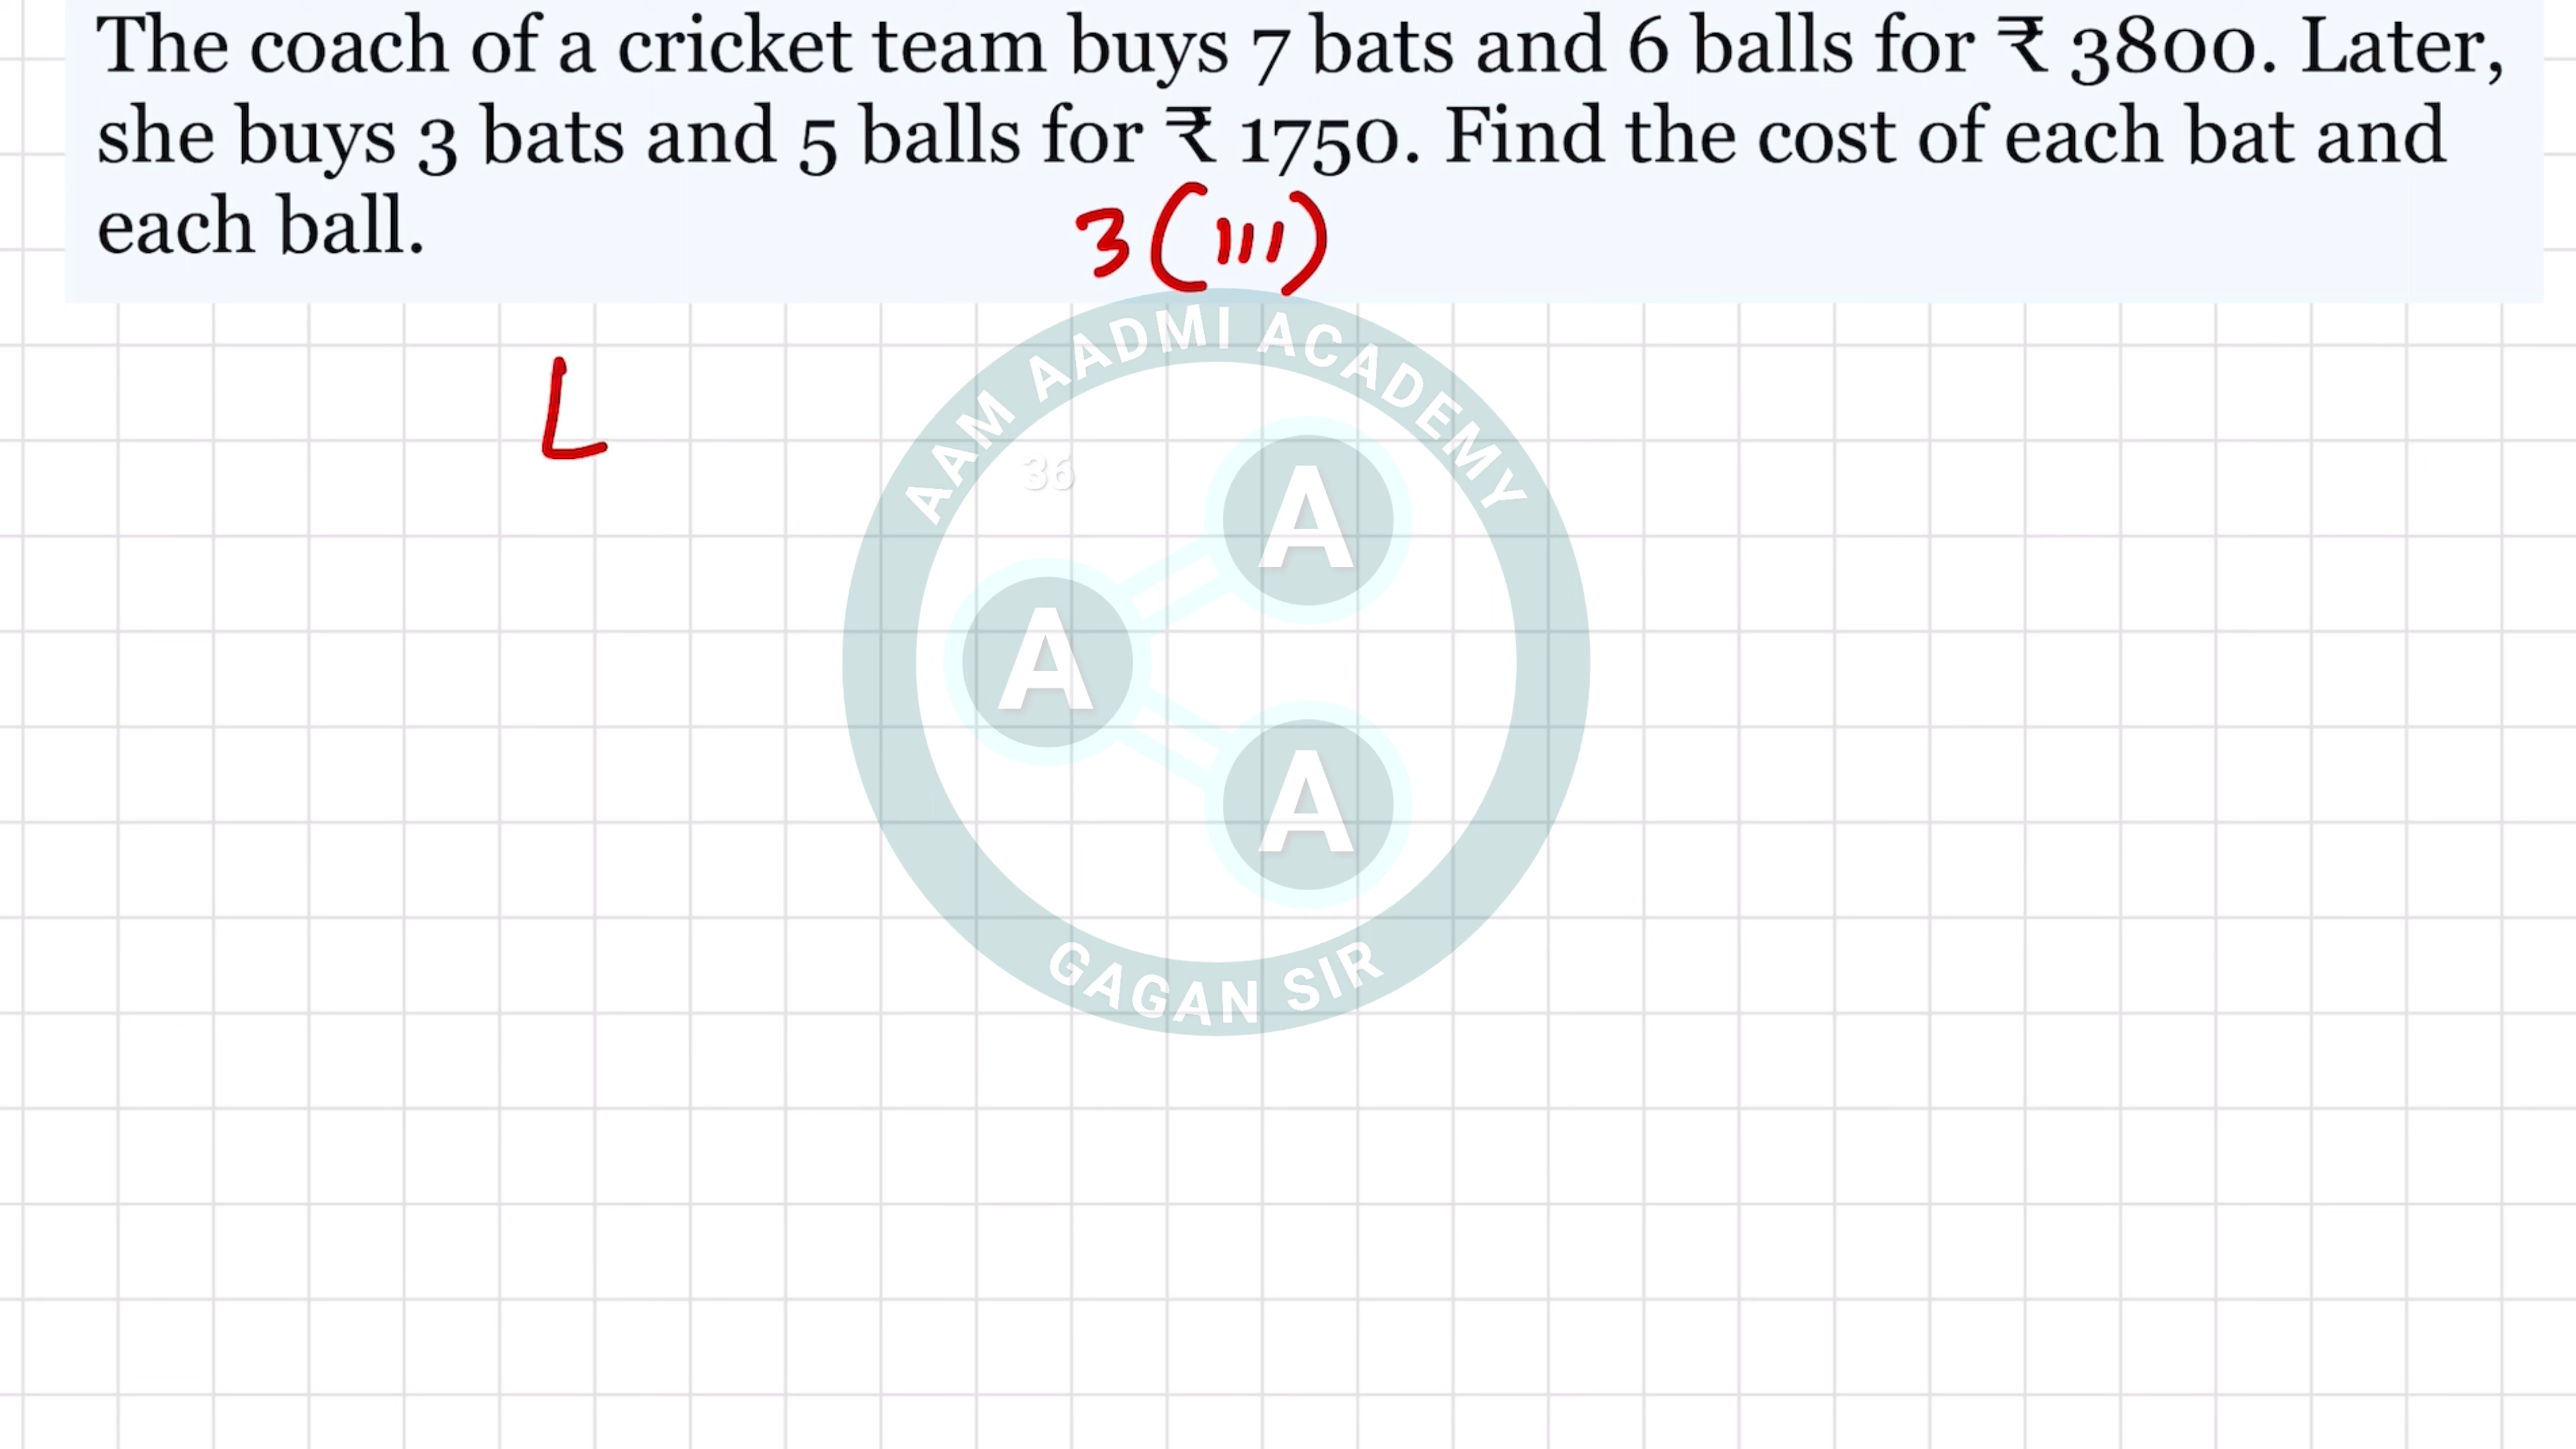 The coach of a cricket team buys 7 bats and 6 balls for ₹ 3800. Later,
she buys 3 bats and 5 balls for ₹ 1750. Find the cost of each bat and
each ball.
3 (iii)
L
AAM AADMI ACADEMY
36
A
A
A
GAGAN SIR